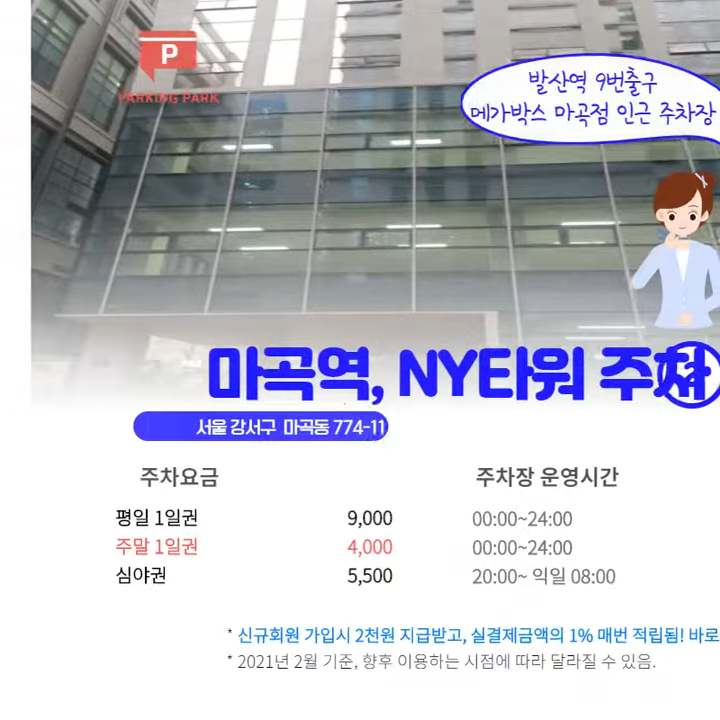 P
PARKING PARK
발산역 9번출구
메가박스 마곡점 인근 주차장
마곡역, NY타워 주차
서울 강서구 마곡동 774-11
주차요금 주차장 운영시간
평일 1일권 9,000 00:00~24:00
주말 1일권 4,000 00:00~24:00
심야권 5,500 20:00~ 익일 08:00
* 신규회원 가입시 2천원 지급받고, 실결제금액의 1% 매번 적립됨! 바로
* 2021년 2월 기준, 향후 이용하는 시점에 따라 달라질 수 있음.